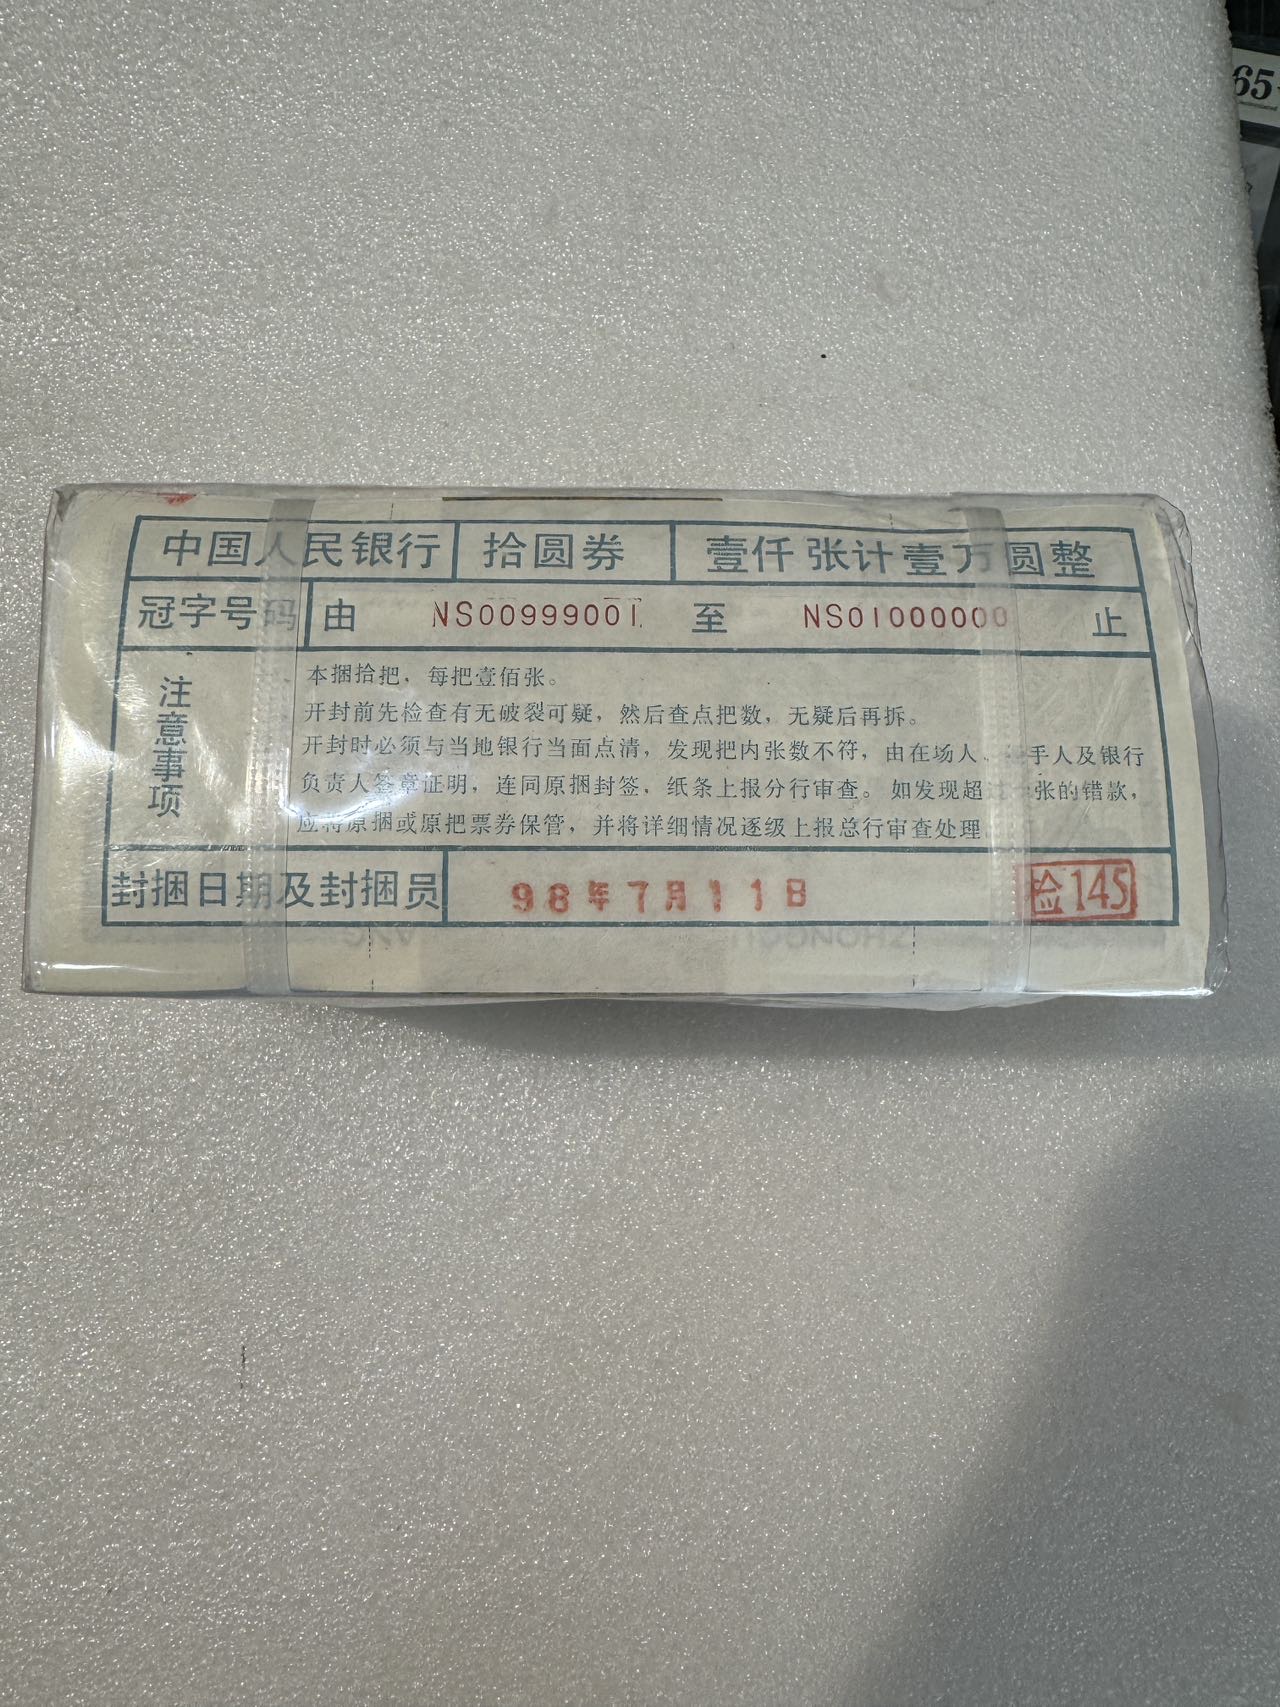 65
中国人民银行 拾圆券 壹仟张计壹万圆整
冠字号码 由 NS00999001 至 NS01000000 止
注意事项
本捆拾把，每把壹佰张。
开封前先检查有无破裂可疑，然后查点把数，无疑后再拆。
开封时必须与当地银行当面点清，发现把内张数不符，由在场人、手人及银行
负责人签章证明，连同原捆封签，纸条上报分行审查。如发现超张的错款，
应将原捆或原把票券保管，并将详细情况逐级上报总行审查处理
封捆日期及封捆员 98年7月11日 检145